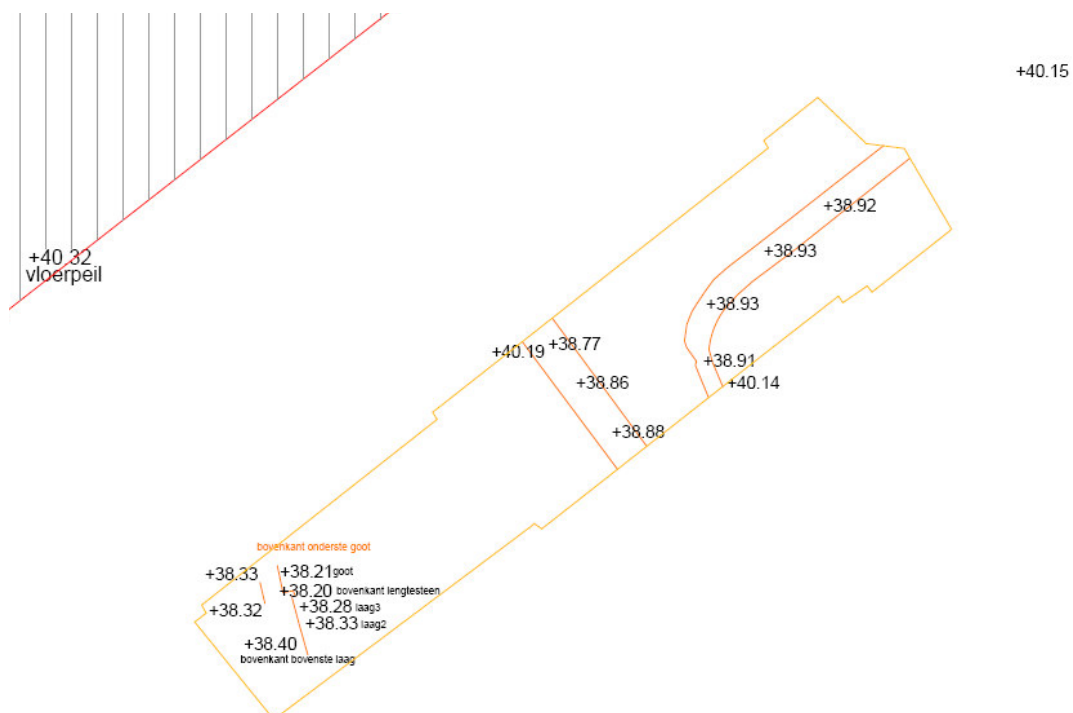 +40.15
+38.92
+38.93
+40.32
vloerpeil
+38.93
+40.19
+38.77
+38.91
+38.86
+40.14
+38.88
bovenkant onderste goot
+38.33
+38.21 goot
+38.20 bovenkant lengtesteen
+38.32
+38.28 laag3
+38.33 laag2
+38.40
bovenkant bovenste laag